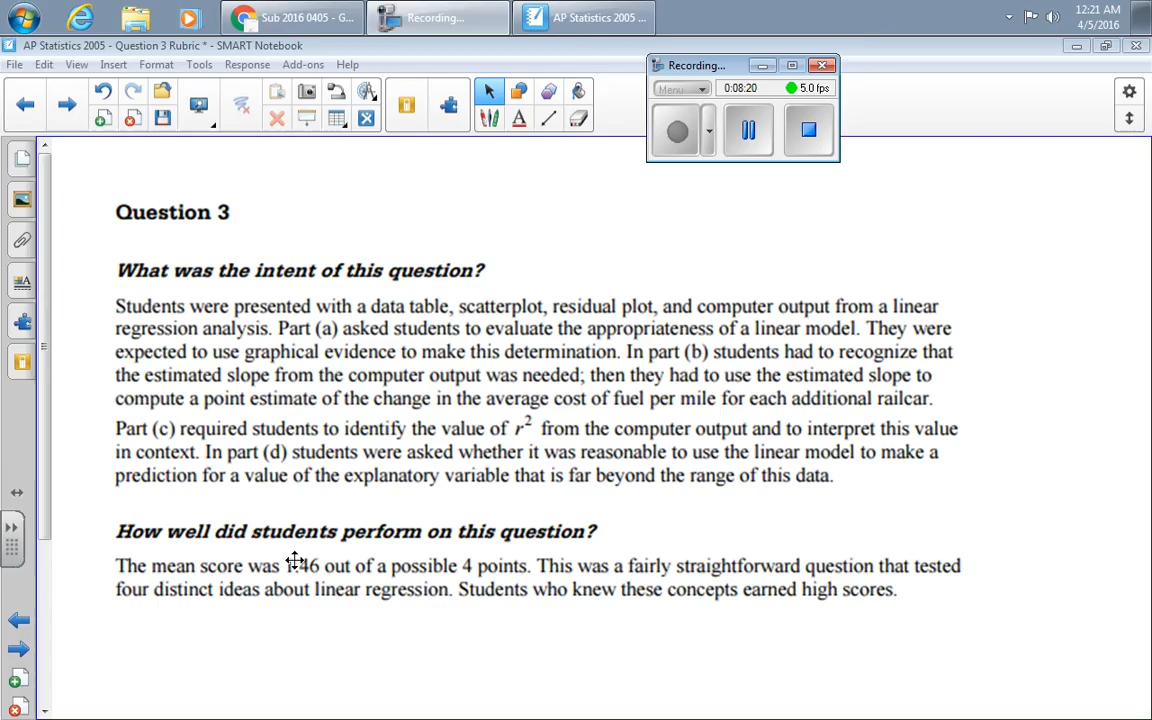 Sub 2016 0405 - G...
Recording...
AP Statistics 2005 ...
12:21 AM
4/5/2016
AP Statistics 2005 - Question 3 Rubric * - SMART Notebook
File Edit View Insert Format Tools Response Add-ons Help
Recording...
Menu 0:08:20 5.0 fps
Question 3
What was the intent of this question?
Students were presented with a data table, scatterplot, residual plot, and computer output from a linear
regression analysis. Part (a) asked students to evaluate the appropriateness of a linear model. They were
expected to use graphical evidence to make this determination. In part (b) students had to recognize that
the estimated slope from the computer output was needed; then they had to use the estimated slope to
compute a point estimate of the change in the average cost of fuel per mile for each additional railcar.
Part (c) required students to identify the value of r² from the computer output and to interpret this value
in context. In part (d) students were asked whether it was reasonable to use the linear model to make a
prediction for a value of the explanatory variable that is far beyond the range of this data.
How well did students perform on this question?
The mean score was 1.46 out of a possible 4 points. This was a fairly straightforward question that tested
four distinct ideas about linear regression. Students who knew these concepts earned high scores.